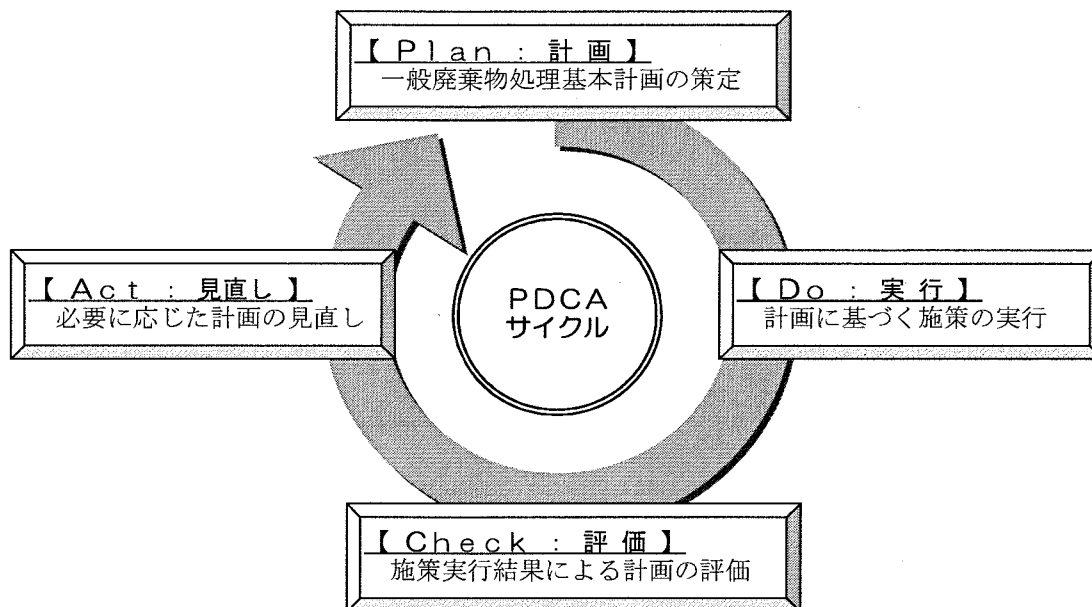 【Plan：計画】
一般廃棄物処理基本計画の策定
【Act：見直し】
必要に応じた計画の見直し
PDCA
サイクル
【Do：実行】
計画に基づく施策の実行
【Check：評価】
施策実行結果による計画の評価